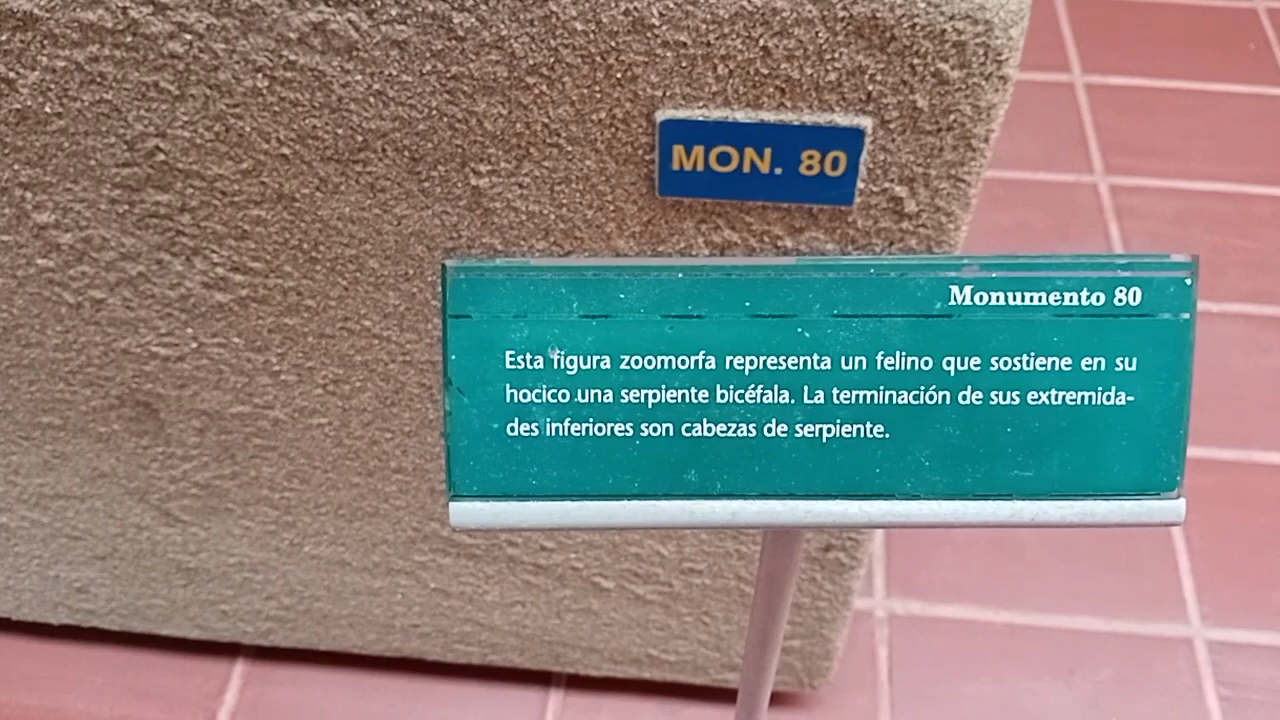 MON. 80
Monumento 80
Esta figura zoomorfa representa un felino que sostiene en su
hocico una serpiente bicéfala. La terminación de sus extremida-
des inferiores son cabezas de serpiente.